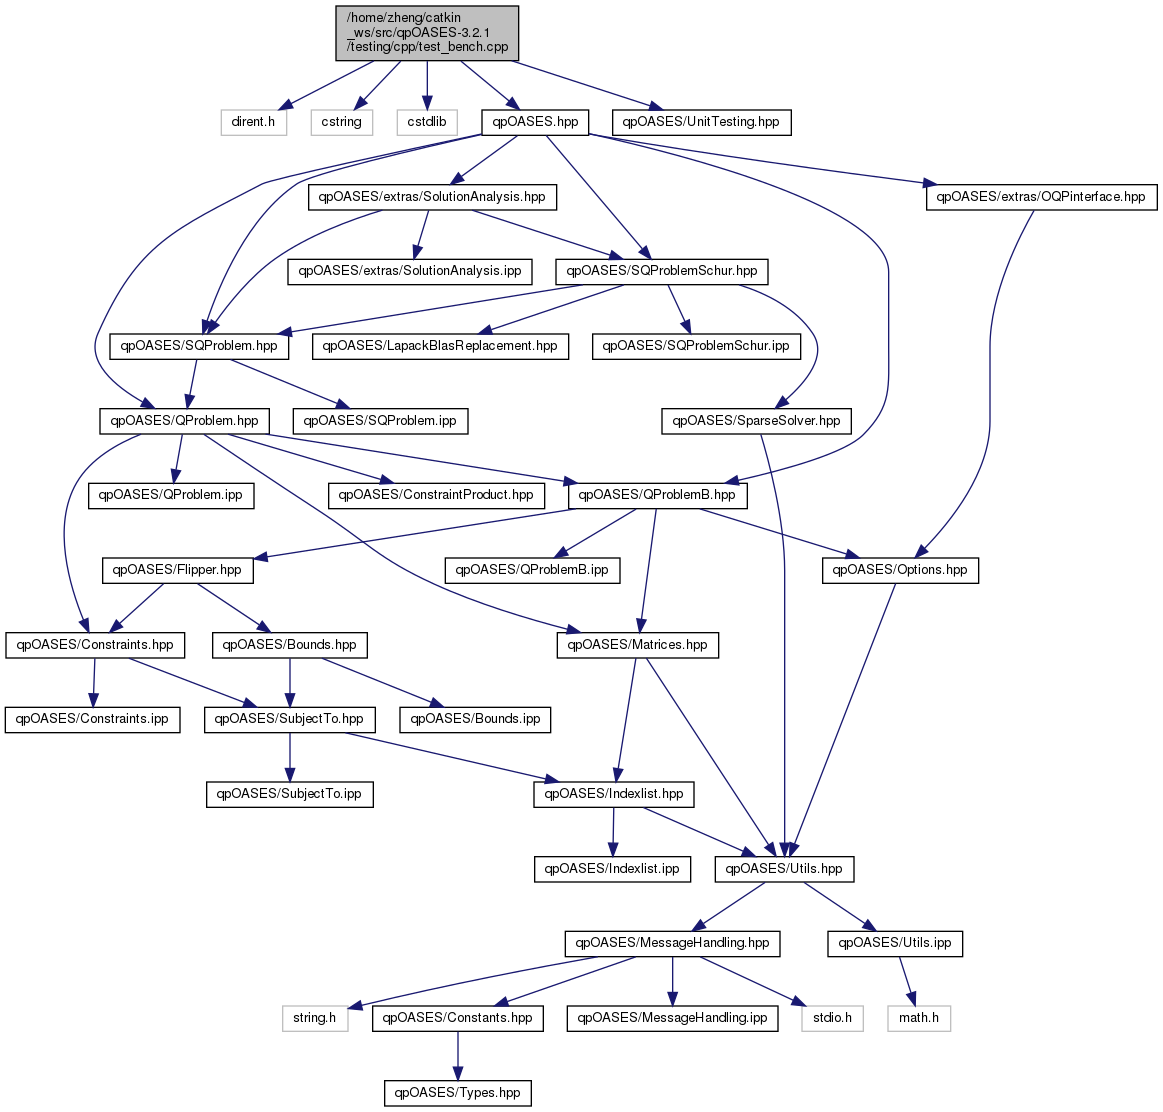 /home/zheng/catkin
_ws/src/qpOASES-3.2.1
/testing/cpp/test_bench.cpp
dirent.h
cstring
cstdlib
qpOASES.hpp
qpOASES/UnitTesting.hpp
qpOASES/extras/SolutionAnalysis.hpp
qpOASES/extras/OQPinterface.hpp
qpOASES/extras/SolutionAnalysis.ipp
qpOASES/SQProblemSchur.hpp
qpOASES/SQProblem.hpp
qpOASES/LapackBlasReplacement.hpp
qpOASES/SQProblemSchur.ipp
qpOASES/QProblem.hpp
qpOASES/SQProblem.ipp
qpOASES/SparseSolver.hpp
qpOASES/QProblem.ipp
qpOASES/ConstraintProduct.hpp
qpOASES/QProblemB.hpp
qpOASES/Flipper.hpp
qpOASES/QProblemB.ipp
qpOASES/Options.hpp
qpOASES/Constraints.hpp
qpOASES/Bounds.hpp
qpOASES/Matrices.hpp
qpOASES/Constraints.ipp
qpOASES/SubjectTo.hpp
qpOASES/Bounds.ipp
qpOASES/SubjectTo.ipp
qpOASES/Indexlist.hpp
qpOASES/Indexlist.ipp
qpOASES/Utils.hpp
qpOASES/MessageHandling.hpp
qpOASES/Utils.ipp
string.h
qpOASES/Constants.hpp
qpOASES/MessageHandling.ipp
stdio.h
math.h
qpOASES/Types.hpp